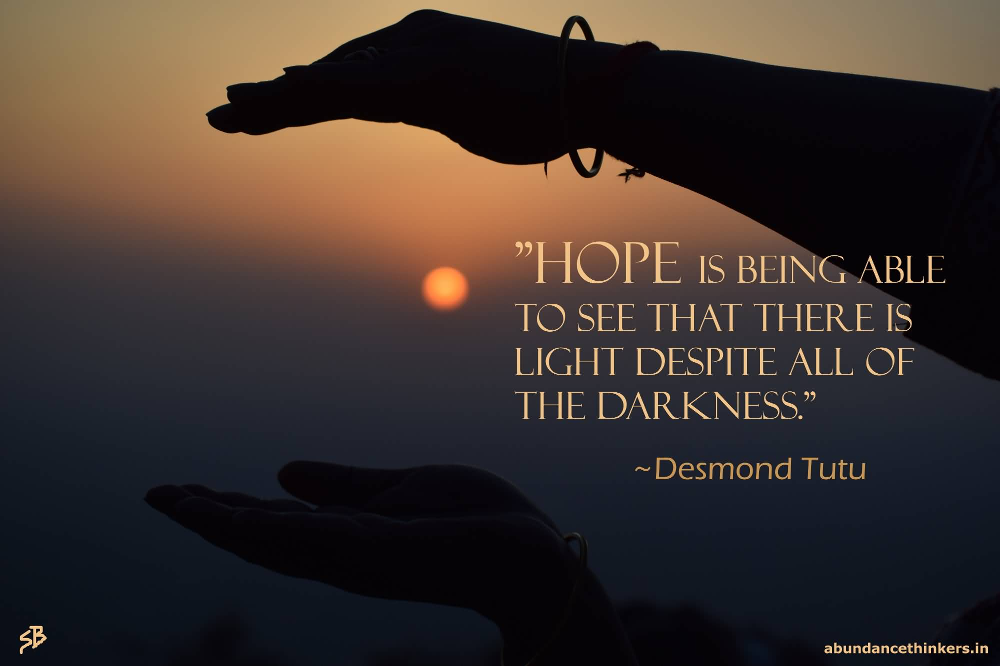 ”HOPE IS BEING ABLE
TO SEE THAT THERE IS
LIGHT DESPITE ALL OF
THE DARKNESS.”
~Desmond Tutu
SB
abundancethinkers.in